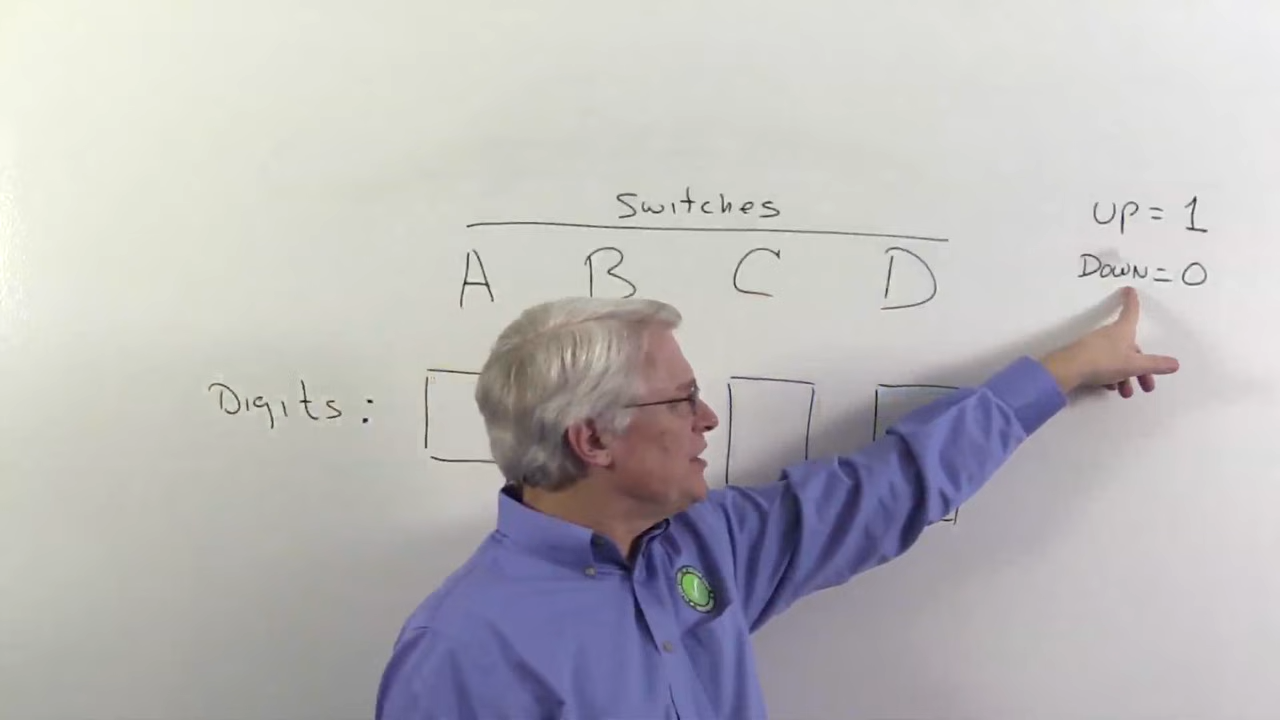 Switches
A B C D
Digits:
UP = 1
DOWN = 0